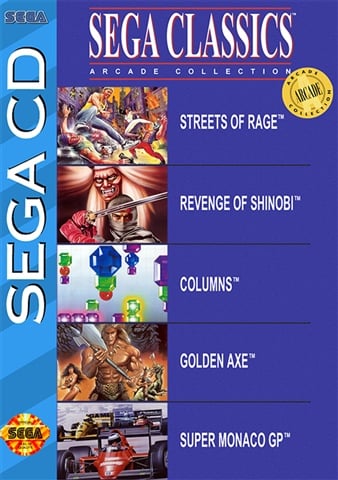 SEGA
SEGA CLASSICS™
ARCADE COLLECTION
ARCADE
ARCADE
COLLECTION
SEGA CD
STREETS OF RAGE™
REVENGE OF SHINOBI™
COLUMNS™
GOLDEN AXE™
SUPER MONACO GP™
SEGA